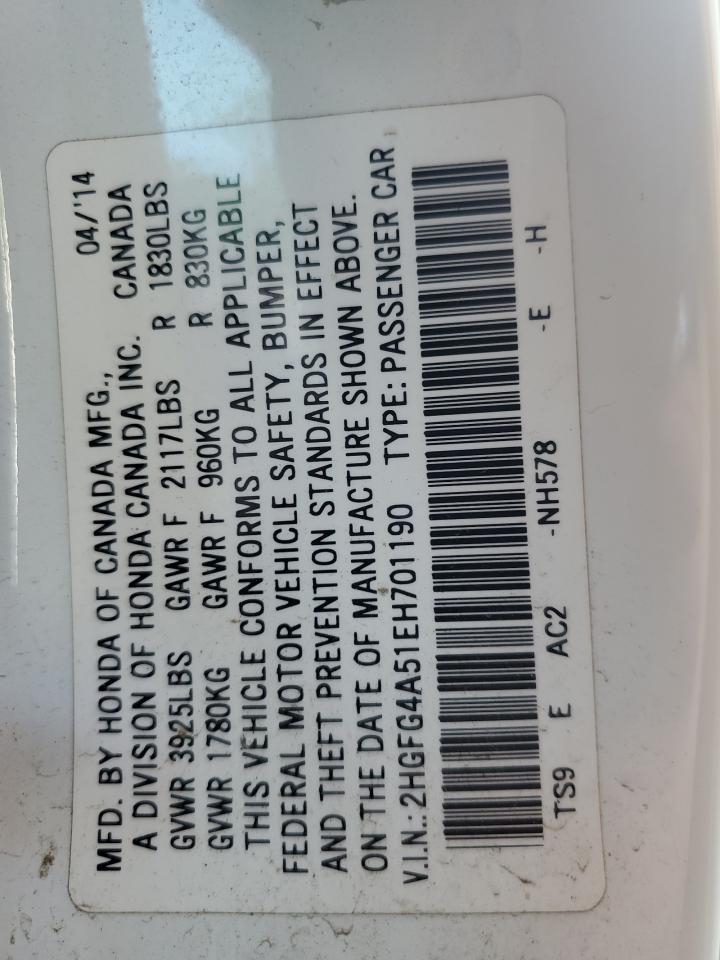 MFD. BY HONDA OF CANADA MFG., 04/'14
A DIVISION OF HONDA CANADA INC. CANADA
GVWR 3925LBS GAWR F 2117LBS R 1830LBS
GVWR 1780KG GAWR F 960KG R 830KG
THIS VEHICLE CONFORMS TO ALL APPLICABLE
FEDERAL MOTOR VEHICLE SAFETY, BUMPER,
AND THEFT PREVENTION STANDARDS IN EFFECT
ON THE DATE OF MANUFACTURE SHOWN ABOVE.
V.I.N.:2HGFG4A51EH701190 TYPE: PASSENGER CAR
TS9 E AC2 -NH578 -E -H